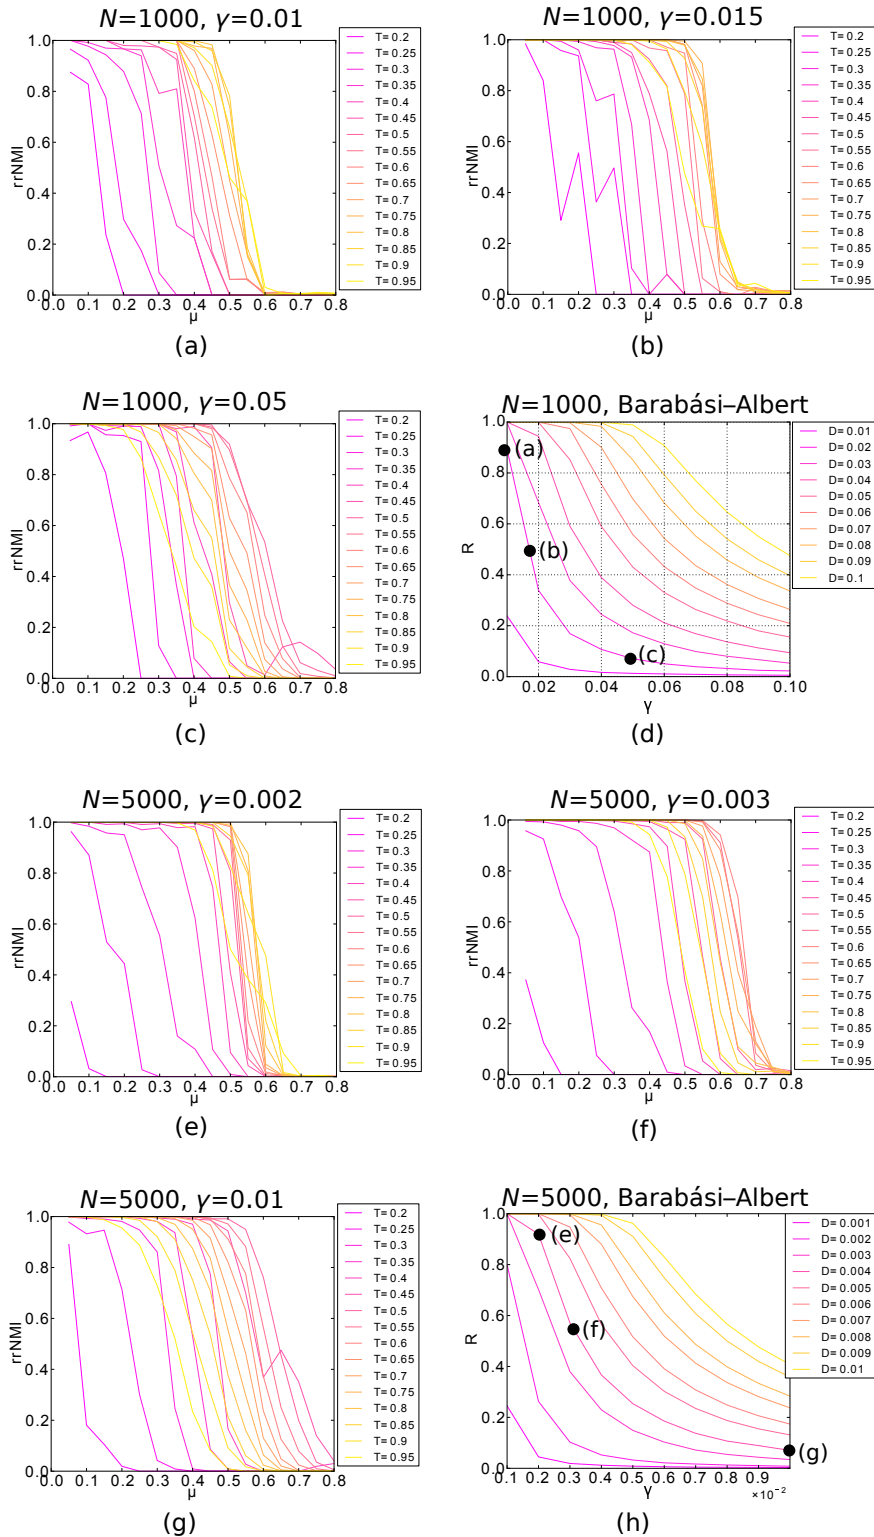 N=1000, γ=0.01
1.0
0.8
0.6
0.4
0.2
0.0
rrNMI
0.0 0.1 0.2 0.3 0.4 0.5 0.6 0.7 0.8
μ
T= 0.2
T= 0.25
T= 0.3
T= 0.35
T= 0.4
T= 0.45
T= 0.5
T= 0.55
T= 0.6
T= 0.65
T= 0.7
T= 0.75
T= 0.8
T= 0.85
T= 0.9
T= 0.95
(a)
N=1000, γ=0.015
1.0
0.8
0.6
0.4
0.2
0.0
rrNMI
0.0 0.1 0.2 0.3 0.4 0.5 0.6 0.7 0.8
μ
T= 0.2
T= 0.25
T= 0.3
T= 0.35
T= 0.4
T= 0.45
T= 0.5
T= 0.55
T= 0.6
T= 0.65
T= 0.7
T= 0.75
T= 0.8
T= 0.85
T= 0.9
T= 0.95
(b)
N=1000, γ=0.05
1.0
0.8
0.6
0.4
0.2
0.0
rrNMI
0.0 0.1 0.2 0.3 0.4 0.5 0.6 0.7 0.8
μ
T= 0.2
T= 0.25
T= 0.3
T= 0.35
T= 0.4
T= 0.45
T= 0.5
T= 0.55
T= 0.6
T= 0.65
T= 0.7
T= 0.75
T= 0.8
T= 0.85
T= 0.9
T= 0.95
(c)
N=1000, Barabási–Albert
1.0
0.8
0.6
0.4
0.2
0.0
R
(a)
(b)
(c)
0.02 0.04 0.06 0.08 0.10
γ
D= 0.01
D= 0.02
D= 0.03
D= 0.04
D= 0.05
D= 0.06
D= 0.07
D= 0.08
D= 0.09
D= 0.1
(d)
N=5000, γ=0.002
1.0
0.8
0.6
0.4
0.2
0.0
rrNMI
0.0 0.1 0.2 0.3 0.4 0.5 0.6 0.7 0.8
μ
T= 0.2
T= 0.25
T= 0.3
T= 0.35
T= 0.4
T= 0.45
T= 0.5
T= 0.55
T= 0.6
T= 0.65
T= 0.7
T= 0.75
T= 0.8
T= 0.85
T= 0.9
T= 0.95
(e)
N=5000, γ=0.003
1.0
0.8
0.6
0.4
0.2
0.0
rrNMI
0.0 0.1 0.2 0.3 0.4 0.5 0.6 0.7 0.8
μ
T= 0.2
T= 0.25
T= 0.3
T= 0.35
T= 0.4
T= 0.45
T= 0.5
T= 0.55
T= 0.6
T= 0.65
T= 0.7
T= 0.75
T= 0.8
T= 0.85
T= 0.9
T= 0.95
(f)
N=5000, γ=0.01
1.0
0.8
0.6
0.4
0.2
0.0
rrNMI
0.0 0.1 0.2 0.3 0.4 0.5 0.6 0.7 0.8
μ
T= 0.2
T= 0.25
T= 0.3
T= 0.35
T= 0.4
T= 0.45
T= 0.5
T= 0.55
T= 0.6
T= 0.65
T= 0.7
T= 0.75
T= 0.8
T= 0.85
T= 0.9
T= 0.95
(g)
N=5000, Barabási–Albert
1.0
0.8
0.6
0.4
0.2
0.0
R
(e)
(f)
(g)
0.1 0.2 0.3 0.4 0.5 0.6 0.7 0.8 0.9
γ
×10⁻²
D= 0.001
D= 0.002
D= 0.003
D= 0.004
D= 0.005
D= 0.006
D= 0.007
D= 0.008
D= 0.009
D= 0.01
(h)